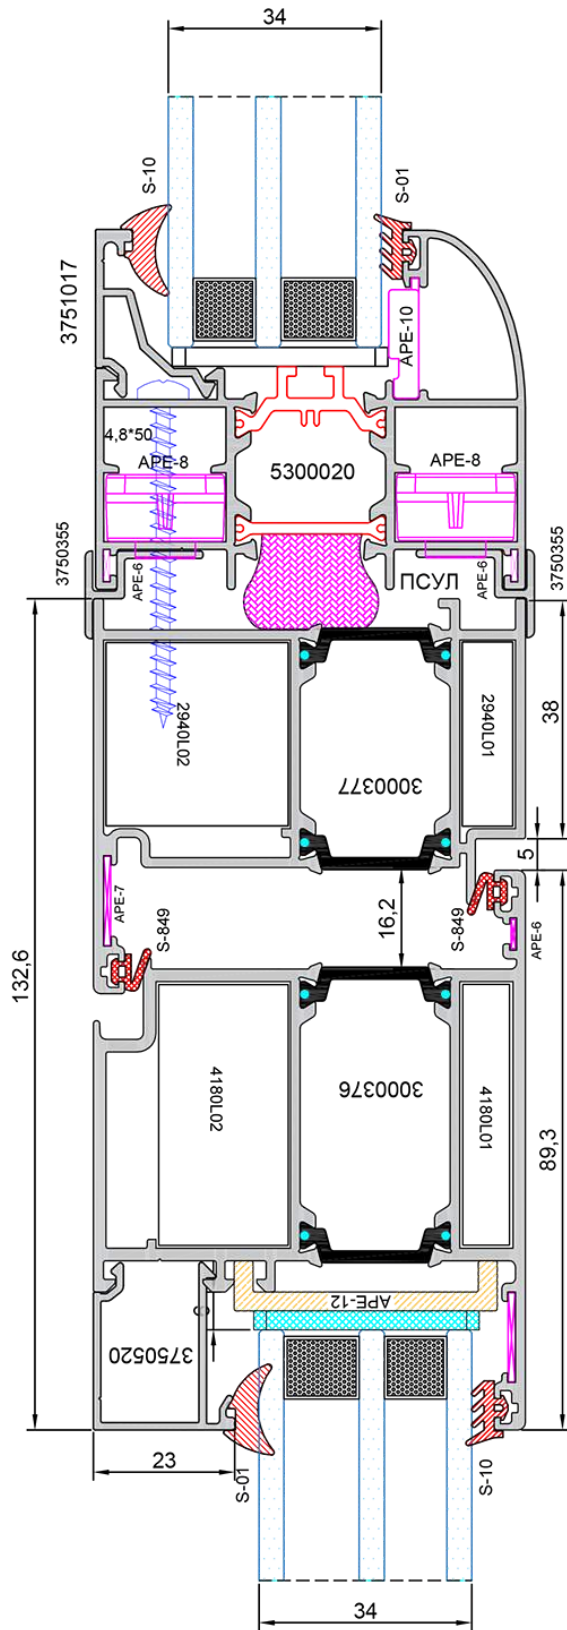 34
S-10
S-01
3751017
APE-10
4,8*50
APE-8
5300020
APE-8
3750355
APE-6
ПСУЛ
APE-6
3750355
2940L02
2940L01
38
3000377
5
APE-7
S-849
16,2
S-849
APE-6
132,6
4180L02
3000376
4180L01
89,3
APE-12
3750520
23
S-01
S-10
34